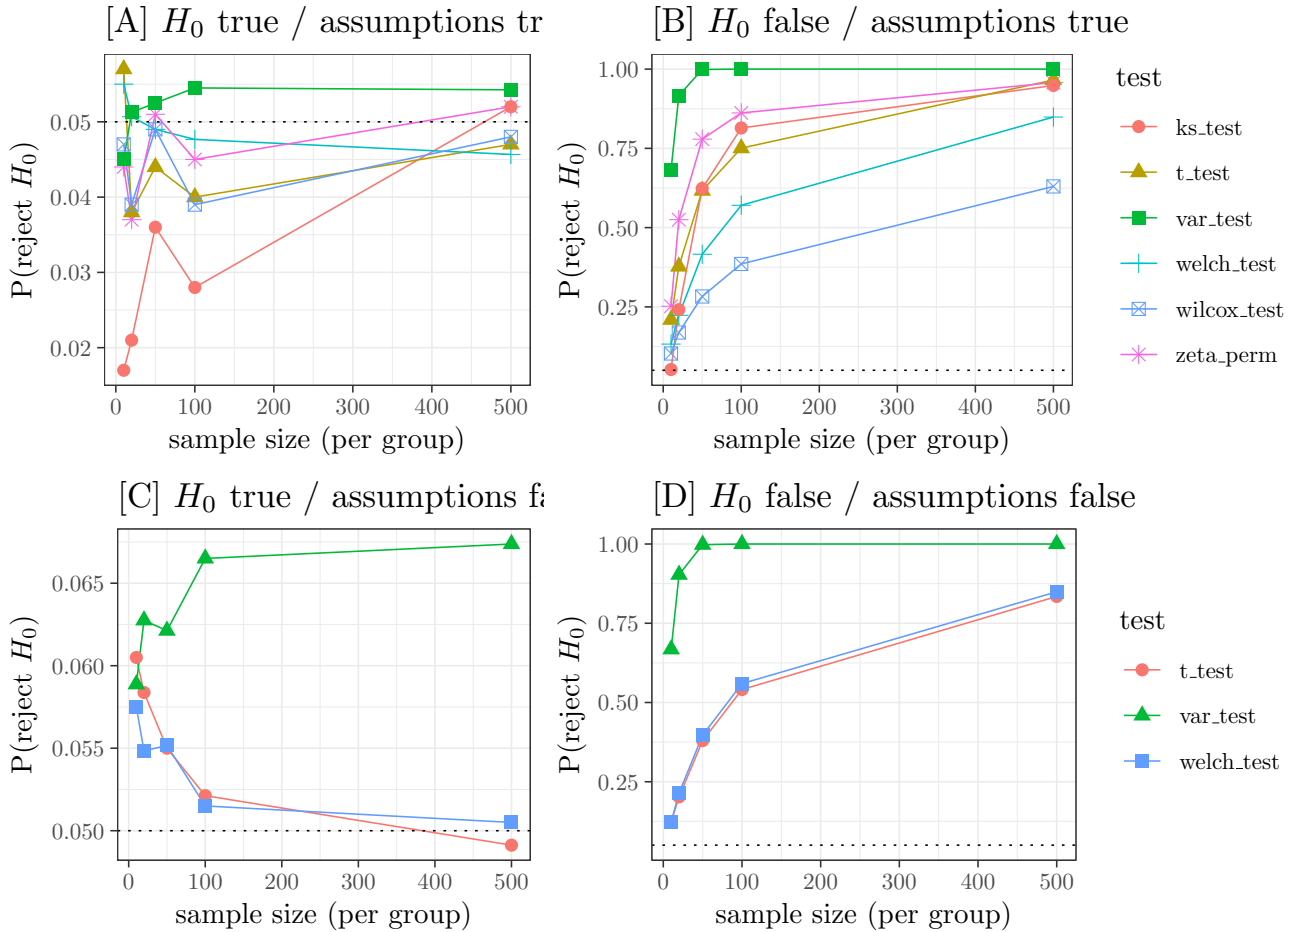 [A] H₀ true / assumptions tr
P(reject H₀)
0.05
0.04
0.03
0.02
0 100 200 300 400 500
sample size (per group)
[B] H₀ false / assumptions true
P(reject H₀)
1.00
0.75
0.50
0.25
0 100 200 300 400 500
sample size (per group)
test
ks_test
t_test
var_test
welch_test
wilcox_test
zeta_perm
[C] H₀ true / assumptions fa
P(reject H₀)
0.065
0.060
0.055
0.050
0 100 200 300 400 500
sample size (per group)
[D] H₀ false / assumptions false
P(reject H₀)
1.00
0.75
0.50
0.25
0 100 200 300 400 500
sample size (per group)
test
t_test
var_test
welch_test